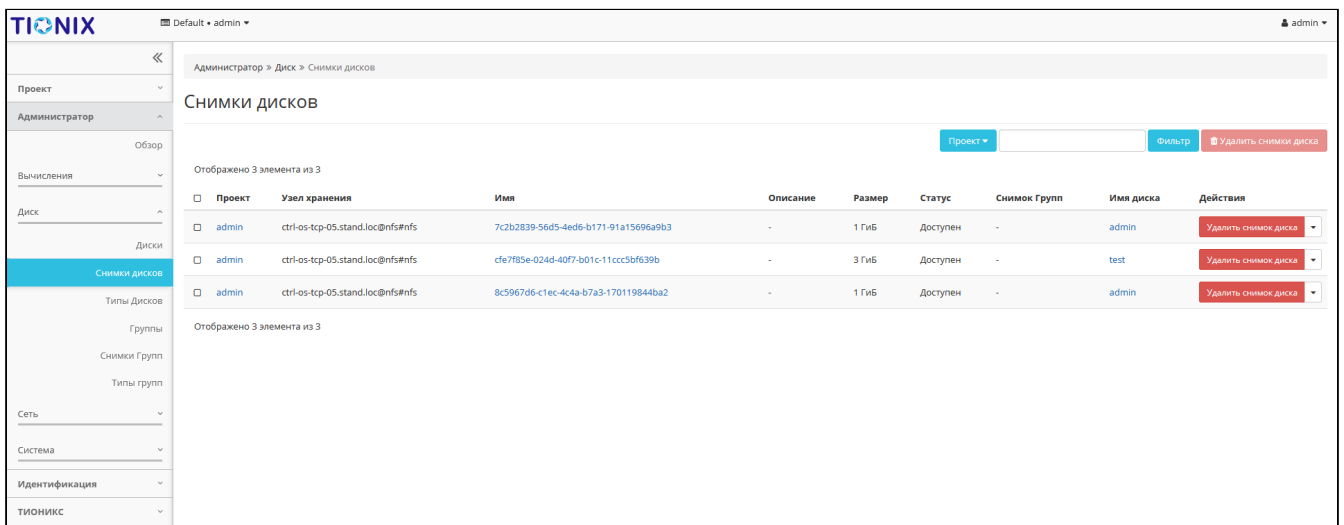 TIONIX
Default • admin
admin
Проект
Администратор
Обзор
Вычисления
Диск
Диски
Снимки дисков
Типы Дисков
Группы
Снимки Групп
Типы групп
Сеть
Система
Идентификация
ТИОНИКС
Администратор » Диск » Снимки дисков
Снимки дисков
Проект Фильтр Удалить снимки диска
Отображено 3 элемента из 3
Проект Узел хранения Имя Описание Размер Статус Снимок Групп Имя диска Действия
admin ctrl-os-tcp-05.stand.loc@nfs#nfs 7c2b2839-56d5-4ed6-b171-91a15696a9b3 - 1 ГиБ Доступен - admin Удалить снимок диска
admin ctrl-os-tcp-05.stand.loc@nfs#nfs cfe7f85e-024d-40f7-b01c-11ccc5bf639b - 3 ГиБ Доступен - test Удалить снимок диска
admin ctrl-os-tcp-05.stand.loc@nfs#nfs 8c5967d6-c1ec-4c4a-b7a3-170119844ba2 - 1 ГиБ Доступен - admin Удалить снимок диска
Отображено 3 элемента из 3